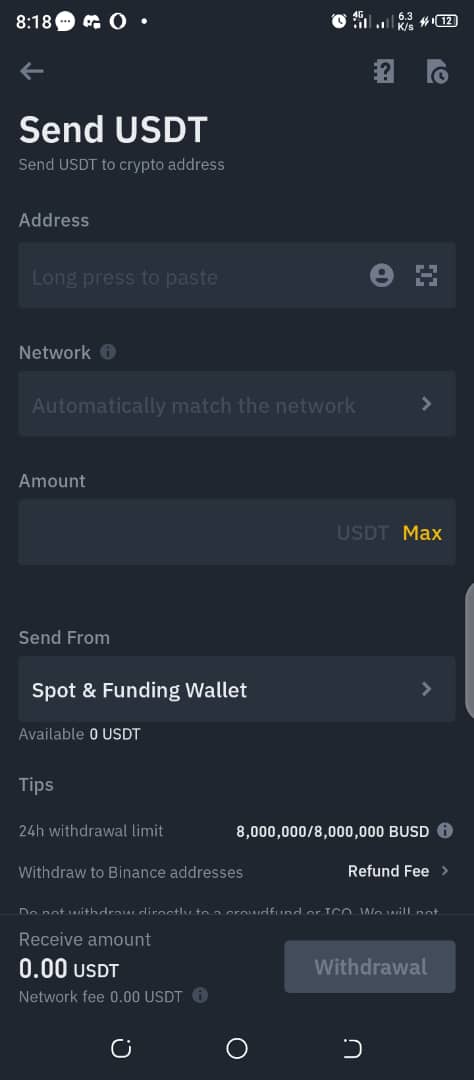 8:18
4G
6.3
K/s
12
Send USDT
Send USDT to crypto address
Address
Long press to paste
Network
Automatically match the network
Amount
USDT Max
Send From
Spot & Funding Wallet
Available 0 USDT
Tips
24h withdrawal limit 8,000,000/8,000,000 BUSD
Withdraw to Binance addresses Refund Fee
Do not withdraw directly to a crowdfund or ICO. We will not
Receive amount
0.00 USDT
Withdrawal
Network fee 0.00 USDT